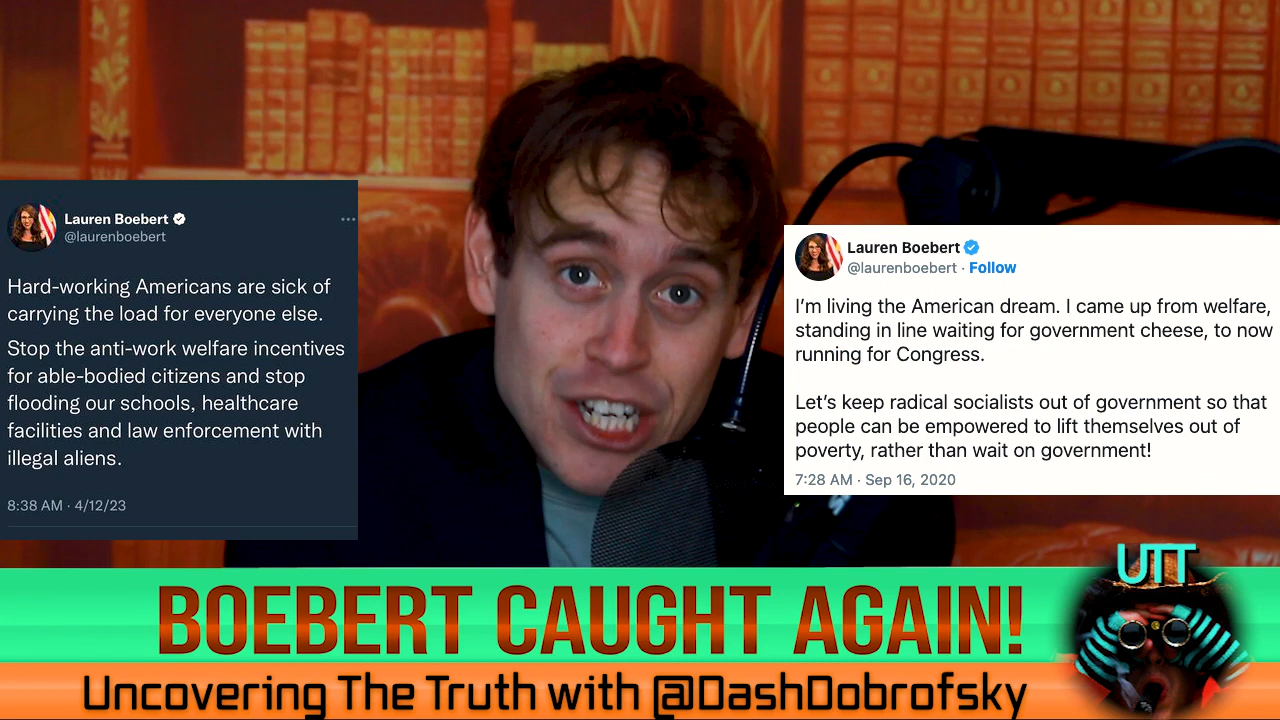 Lauren Boebert
@laurenboebert
Hard-working Americans are sick of
carrying the load for everyone else.
Stop the anti-work welfare incentives
for able-bodied citizens and stop
flooding our schools, healthcare
facilities and law enforcement with
illegal aliens.
8:38 AM · 4/12/23
Lauren Boebert
@laurenboebert · Follow
I'm living the American dream. I came up from welfare,
standing in line waiting for government cheese, to now
running for Congress.
Let's keep radical socialists out of government so that
people can be empowered to lift themselves out of
poverty, rather than wait on government!
7:28 AM · Sep 16, 2020
UTT
BOEBERT CAUGHT AGAIN!
Uncovering The Truth with @DashDobrofsky